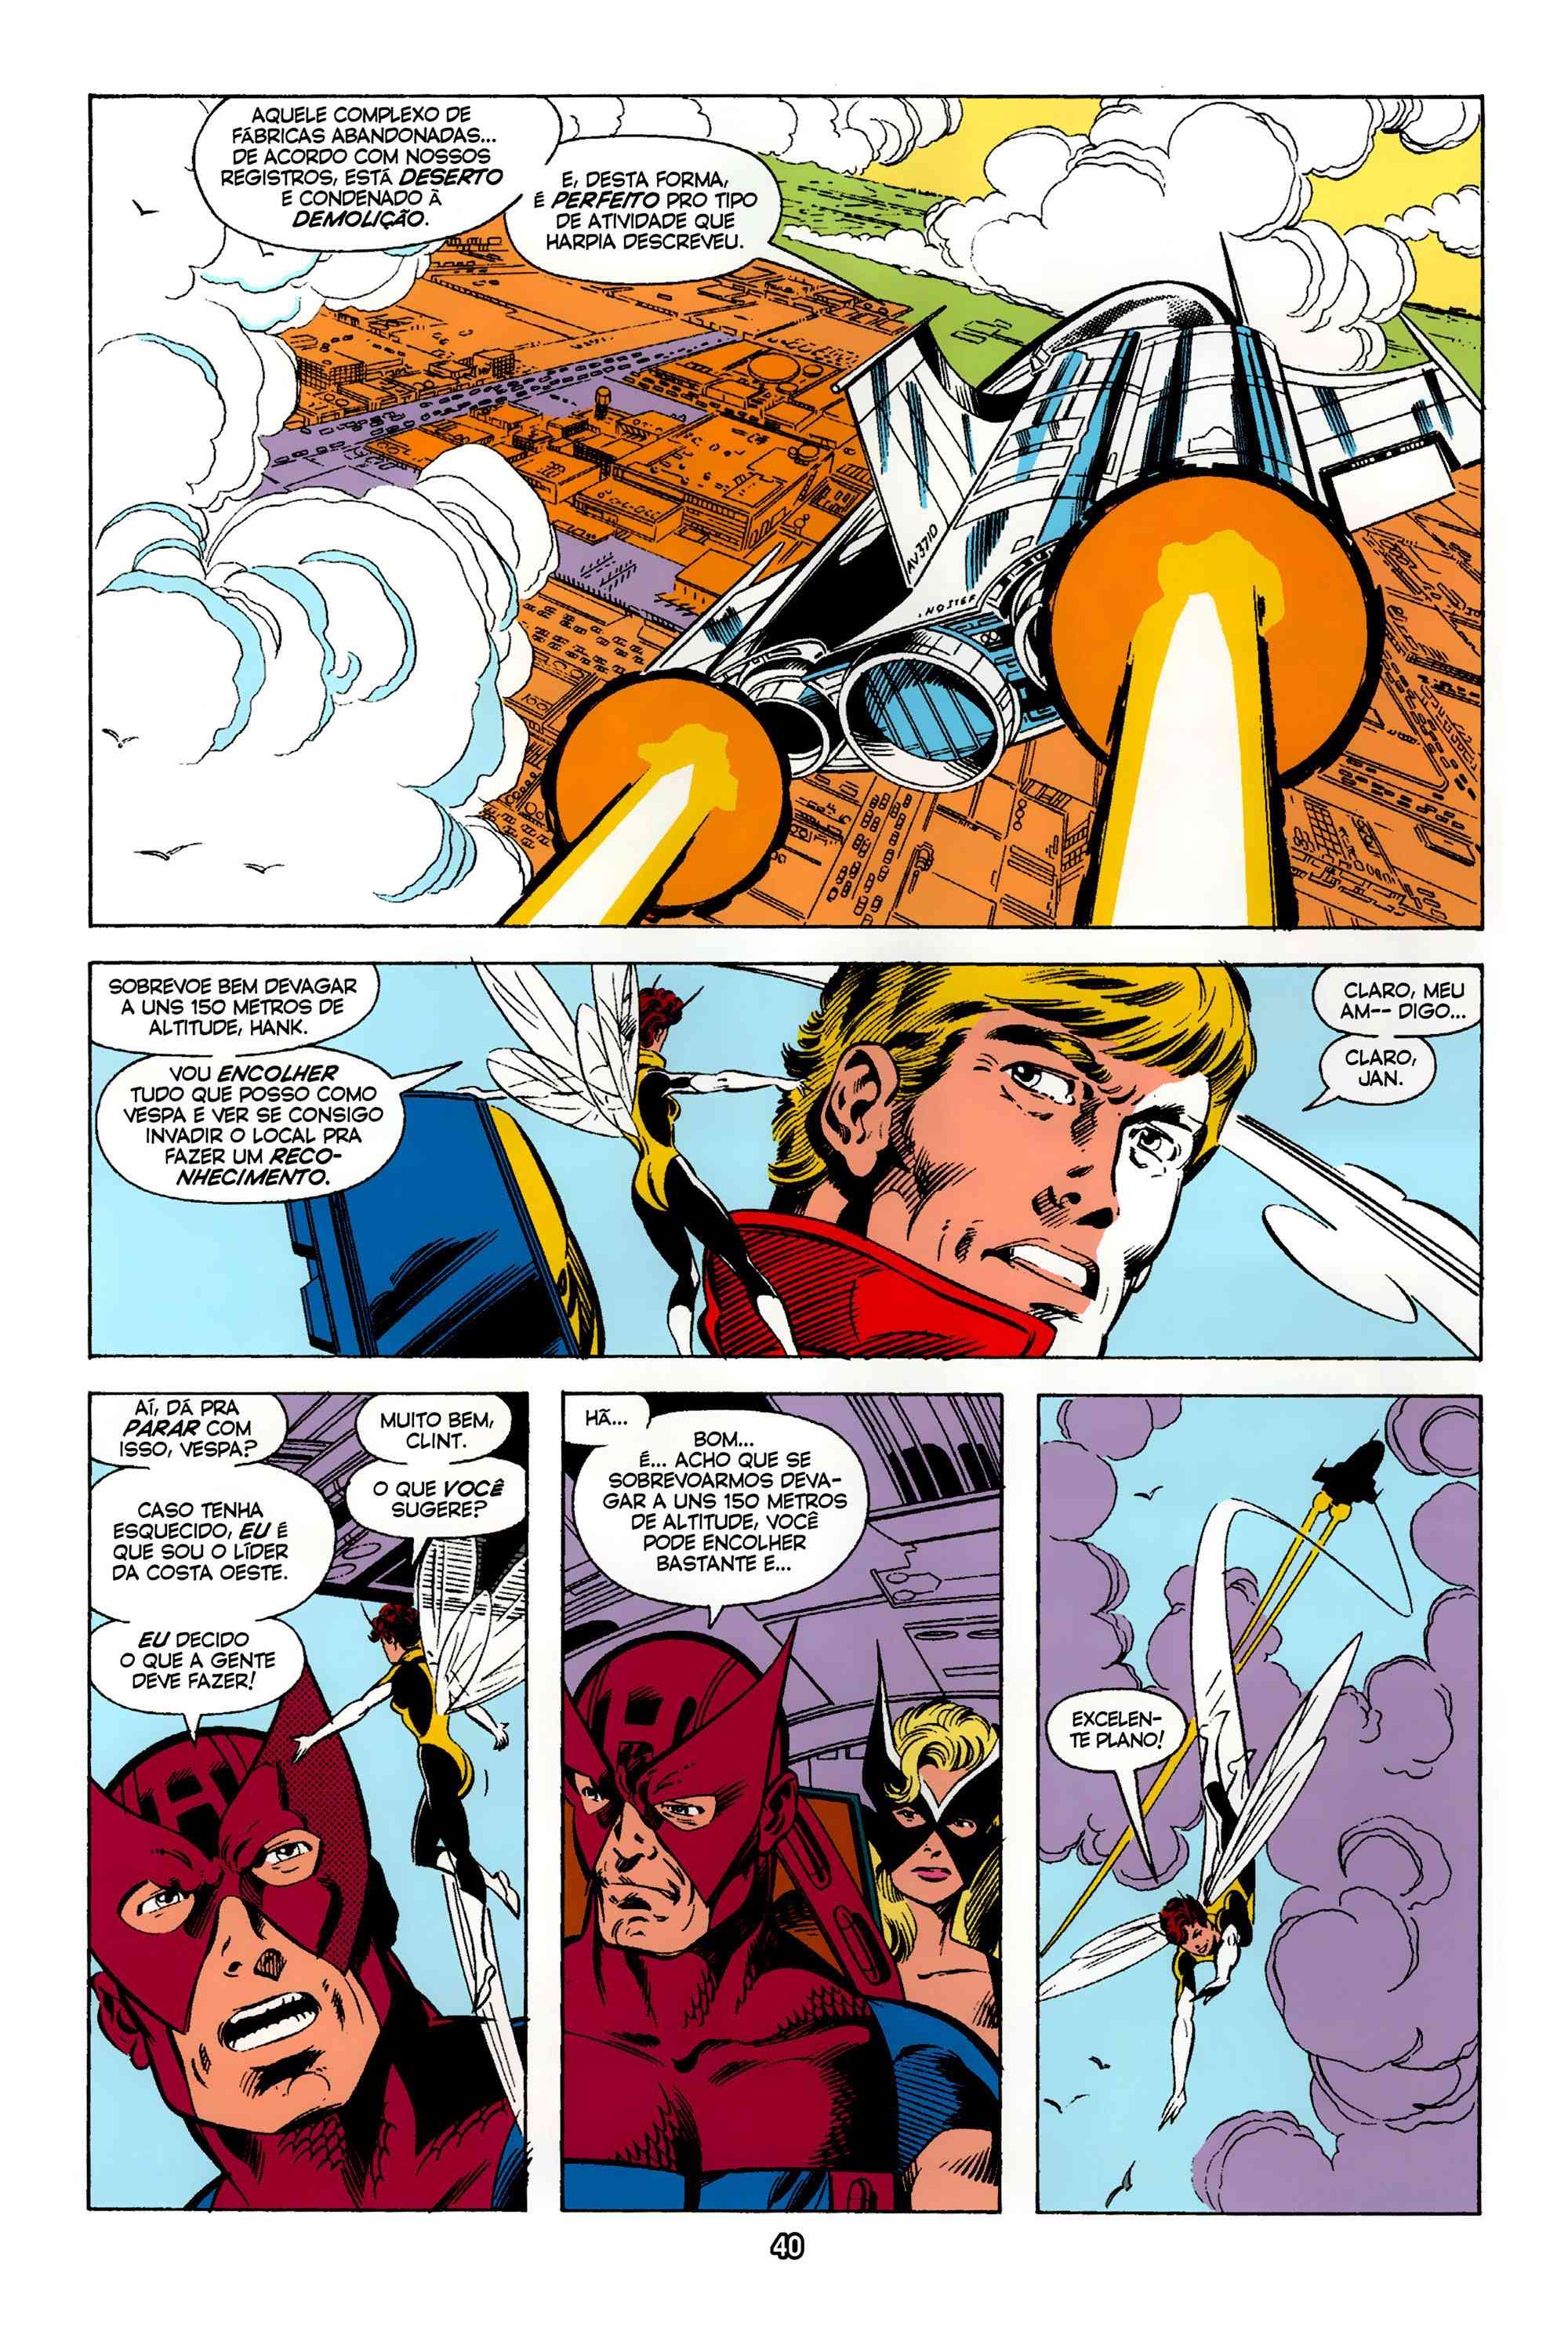 AQUELE COMPLEXO DE
FÁBRICAS ABANDONADAS...
DE ACORDO COM NOSSOS
REGISTROS, ESTÁ DESERTO
E CONDENADO À
DEMOLIÇÃO.
E, DESTA FORMA,
É PERFEITO PRO TIPO
DE ATIVIDADE QUE
HARPIA DESCREVEU.
AV371D
NOSTEP
SOBREVOE BEM DEVAGAR
A UNS 150 METROS DE
ALTITUDE, HANK.
VOU ENCOLHER
TUDO QUE POSSO COMO
VESPA E VER SE CONSIGO
INVADIR O LOCAL PRA
FAZER UM RECO-
NHECIMENTO.
CLARO, MEU
AM-- DIGO...
CLARO,
JAN.
AÍ, DÁ PRA
PARAR COM
ISSO, VESPA?
CASO TENHA
ESQUECIDO, EU É
QUE SOU O LÍDER
DA COSTA OESTE.
EU DECIDO
O QUE A GENTE
DEVE FAZER!
MUITO BEM,
CLINT.
O QUE VOCÊ
SUGERE?
H
HÃ...
BOM...
É... ACHO QUE SE
SOBREVOARMOS DEVA-
GAR A UNS 150 METROS
DE ALTITUDE, VOCÊ
PODE ENCOLHER
BASTANTE E...
H
EXCELEN-
TE PLANO!
40